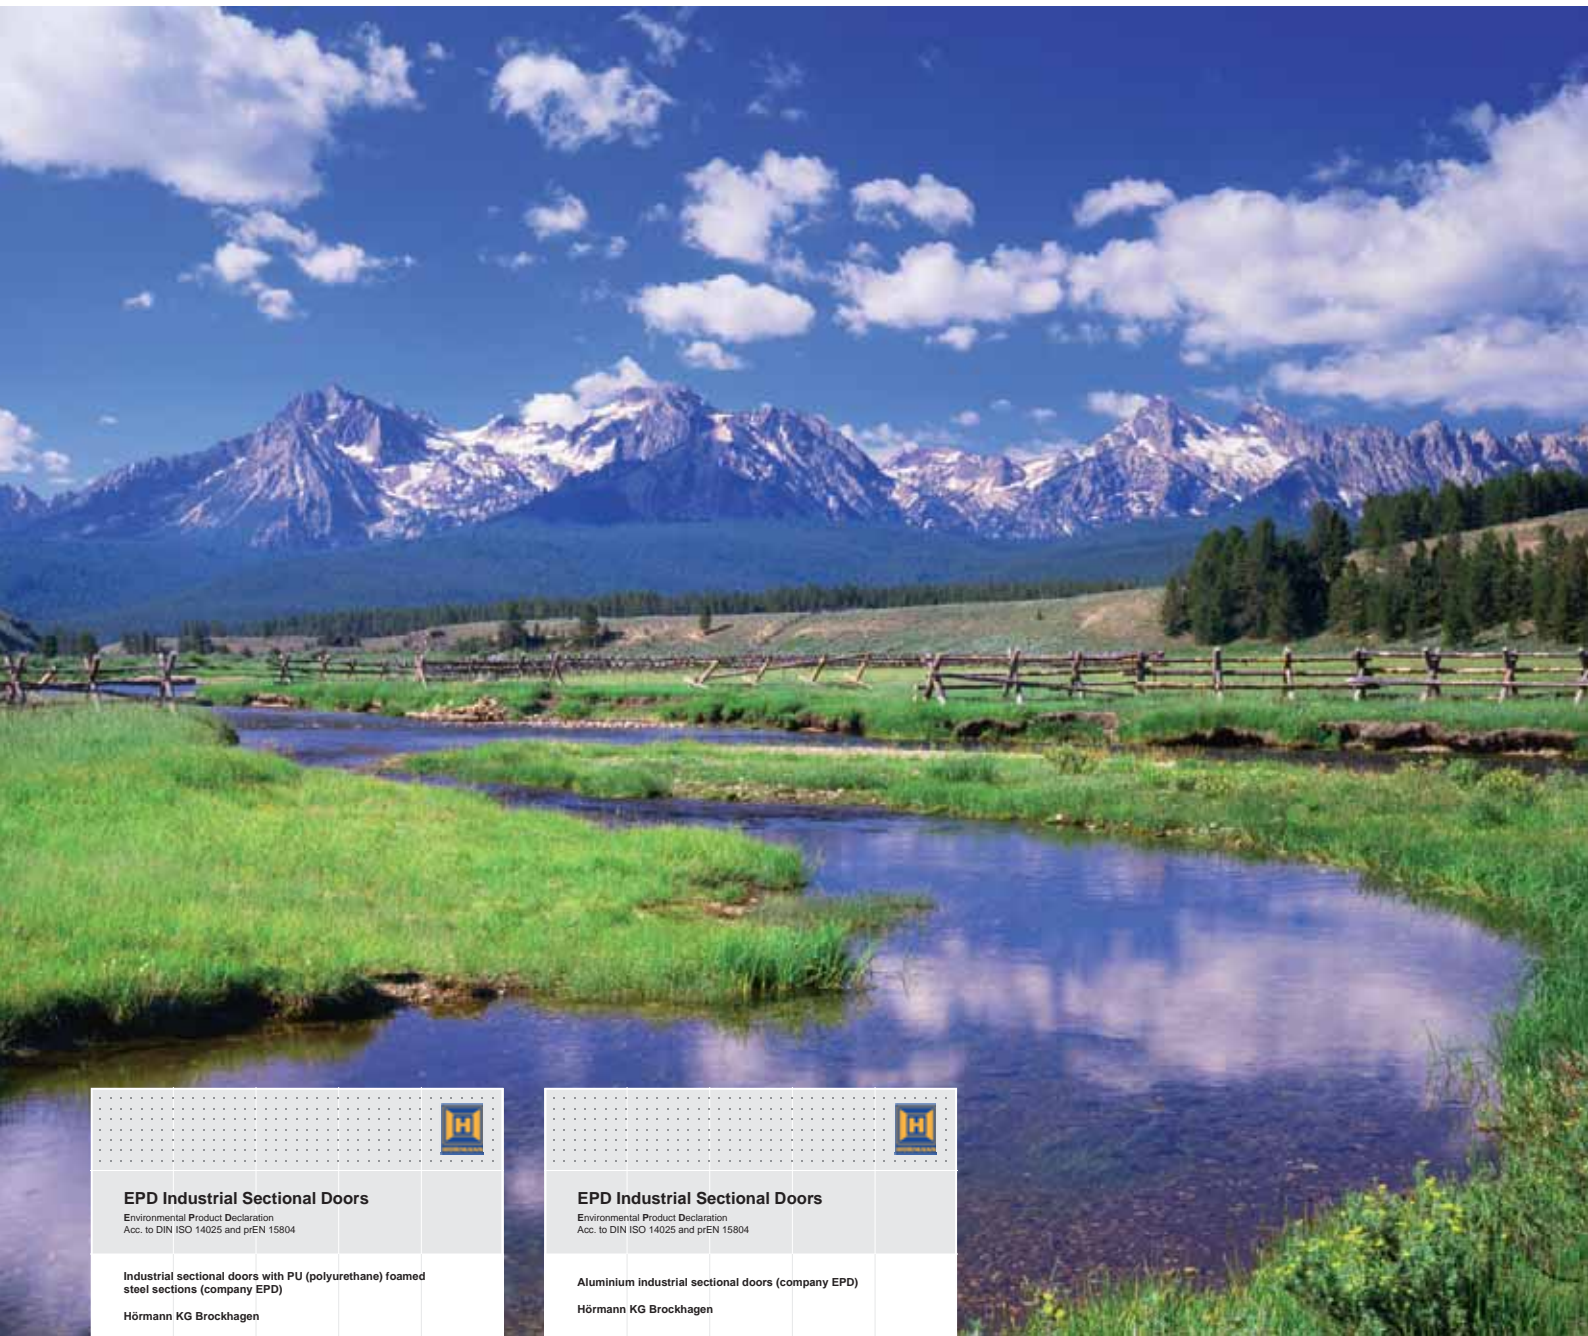 EPD Industrial Sectional Doors
Environmental Product Declaration
Acc. to DIN ISO 14025 and prEN 15804
Industrial sectional doors with PU (polyurethane) foamed
steel sections (company EPD)
Hörmann KG Brockhagen
EPD Industrial Sectional Doors
Environmental Product Declaration
Acc. to DIN ISO 14025 and prEN 15804
Aluminium industrial sectional doors (company EPD)
Hörmann KG Brockhagen